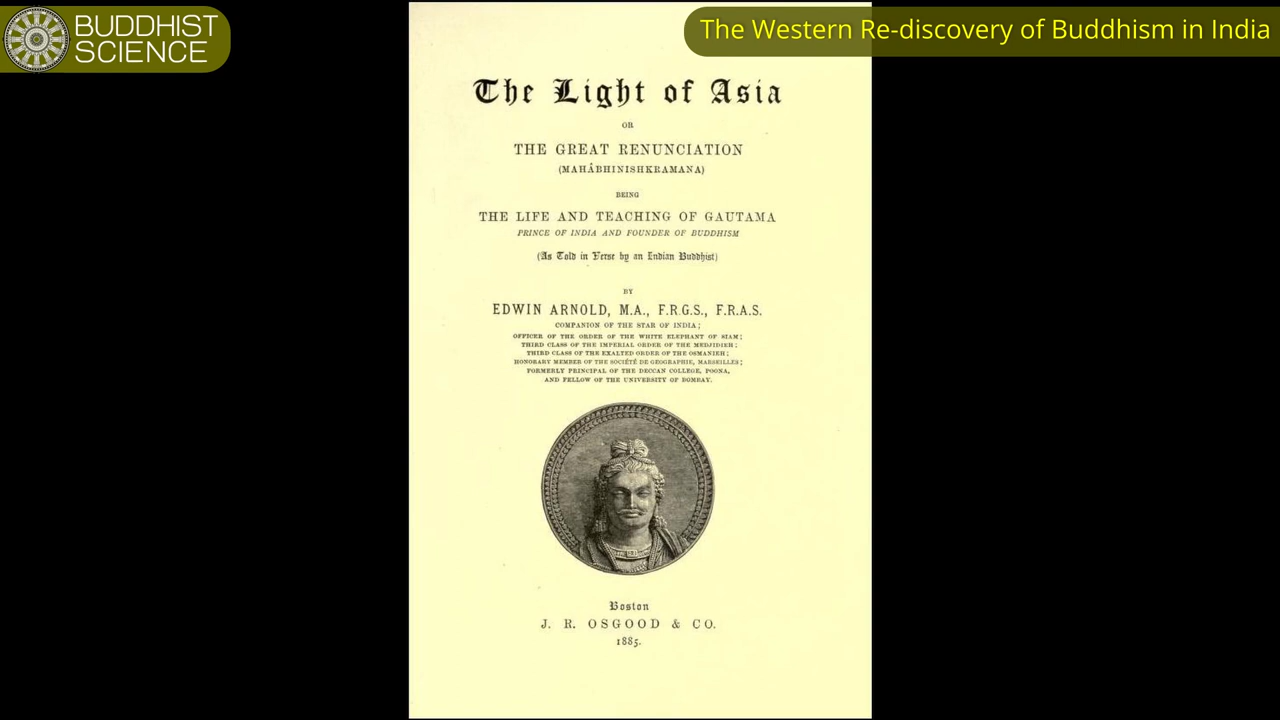 BUDDHIST
SCIENCE
The Western Re-discovery of Buddhism in India
The Light of Asia
OR
THE GREAT RENUNCIATION
(MAHÂBHINISHKRAMANA)
BEING
THE LIFE AND TEACHING OF GAUTAMA
PRINCE OF INDIA AND FOUNDER OF BUDDHISM
(As Told in Verse by an Indian Buddhist)
BY
EDWIN ARNOLD, M.A., F.R.G.S., F.R.A.S.
COMPANION OF THE STAR OF INDIA;
OFFICER OF THE ORDER OF THE WHITE ELEPHANT OF SIAM;
THIRD CLASS OF THE IMPERIAL ORDER OF THE MEDJIDIEH;
THIRD CLASS OF THE EXALTED ORDER OF THE OSMANIEH;
HONORARY MEMBER OF THE SOCIÉTÉ DE GEOGRAPHIE, MARSEILLES;
FORMERLY PRINCIPAL OF THE DECCAN COLLEGE, POONA,
AND FELLOW OF THE UNIVERSITY OF BOMBAY.
Boston
J. R. OSGOOD & CO.
1885.